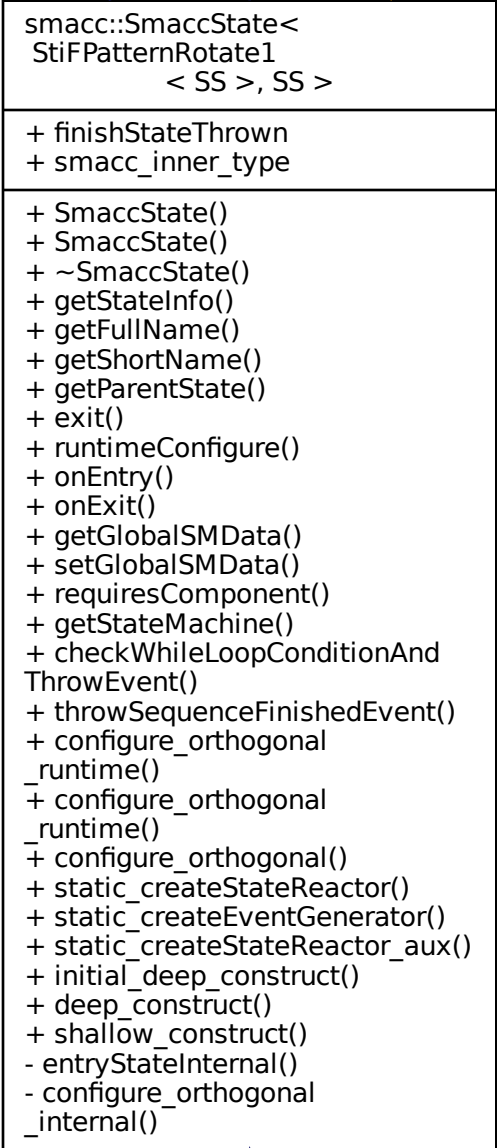 smacc::SmaccState<
StiFPatternRotate1
< SS >, SS >
+ finishStateThrown
+ smacc_inner_type
+ SmaccState()
+ SmaccState()
+ ~SmaccState()
+ getStateInfo()
+ getFullName()
+ getShortName()
+ getParentState()
+ exit()
+ runtimeConfigure()
+ onEntry()
+ onExit()
+ getGlobalSMData()
+ setGlobalSMData()
+ requiresComponent()
+ getStateMachine()
+ checkWhileLoopConditionAnd
ThrowEvent()
+ throwSequenceFinishedEvent()
+ configure_orthogonal
_runtime()
+ configure_orthogonal
_runtime()
+ configure_orthogonal()
+ static_createStateReactor()
+ static_createEventGenerator()
+ static_createStateReactor_aux()
+ initial_deep_construct()
+ deep_construct()
+ shallow_construct()
- entryStateInternal()
- configure_orthogonal
_internal()